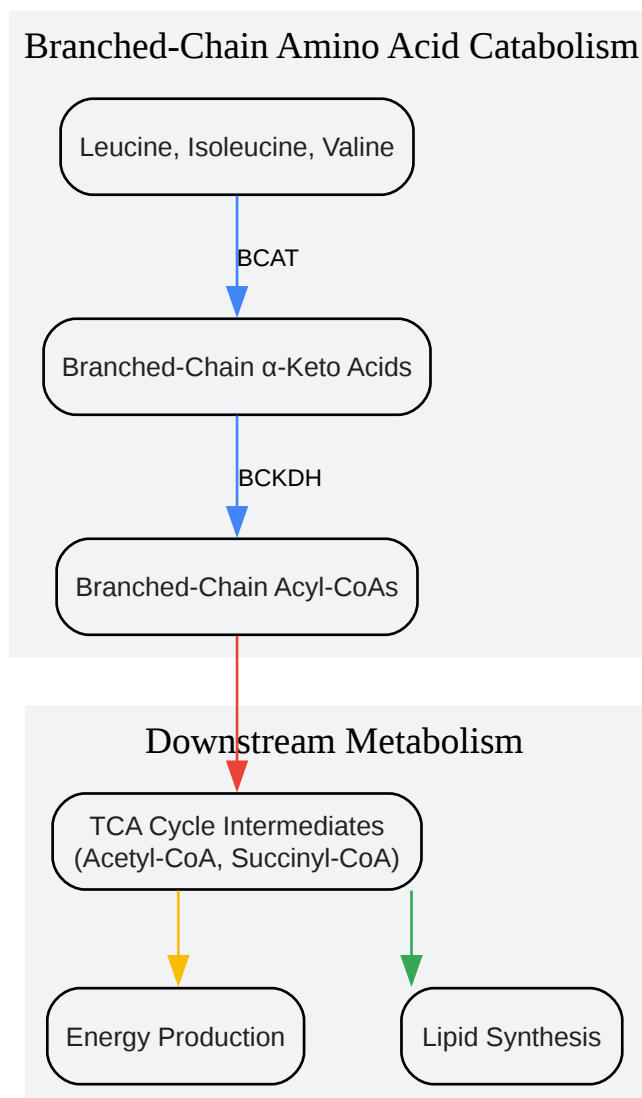 Branched-Chain Amino Acid Catabolism
Leucine, Isoleucine, Valine
BCAT
Branched-Chain α-Keto Acids
BCKDH
Branched-Chain Acyl-CoAs
Downstream Metabolism
TCA Cycle Intermediates
(Acetyl-CoA, Succinyl-CoA)
Energy Production
Lipid Synthesis